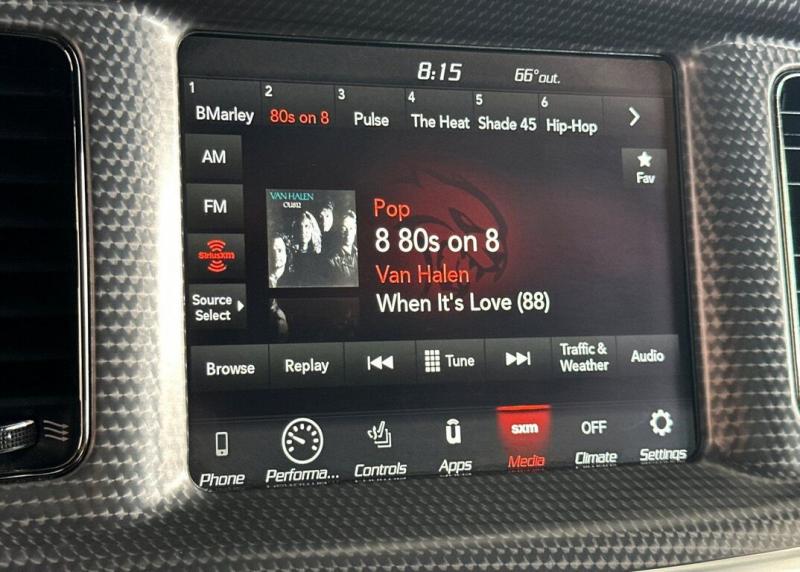 8:15 66°out.
1 2 3 4 5 6
BMarley 80s on 8 Pulse The Heat Shade 45 Hip-Hop
AM
Fav
FM
VAN HALEN
OU812
Pop
8 80s on 8
SiriusXM
Van Halen
Source
Select
When It's Love (88)
Browse Replay Tune Traffic &
Weather Audio
sxm OFF
Phone Performa... Controls Apps Media Climate Settings